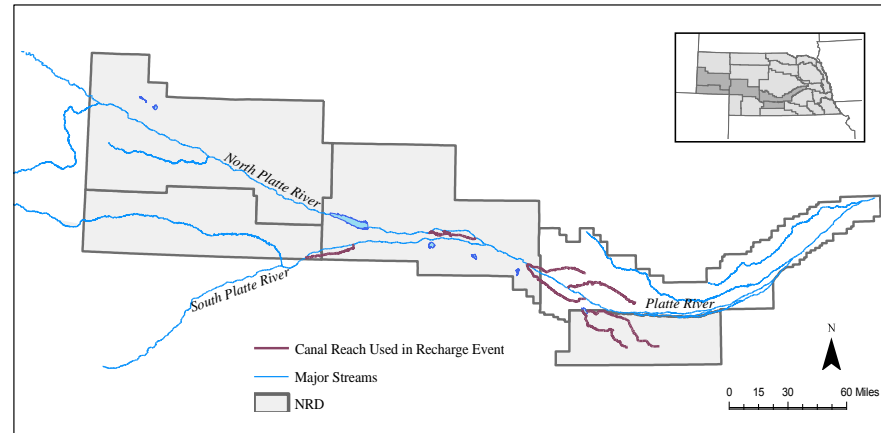 North Platte River
South Platte River
Platte River
Canal Reach Used in Recharge Event
Major Streams
NRD
N
0 15 30 60 Miles